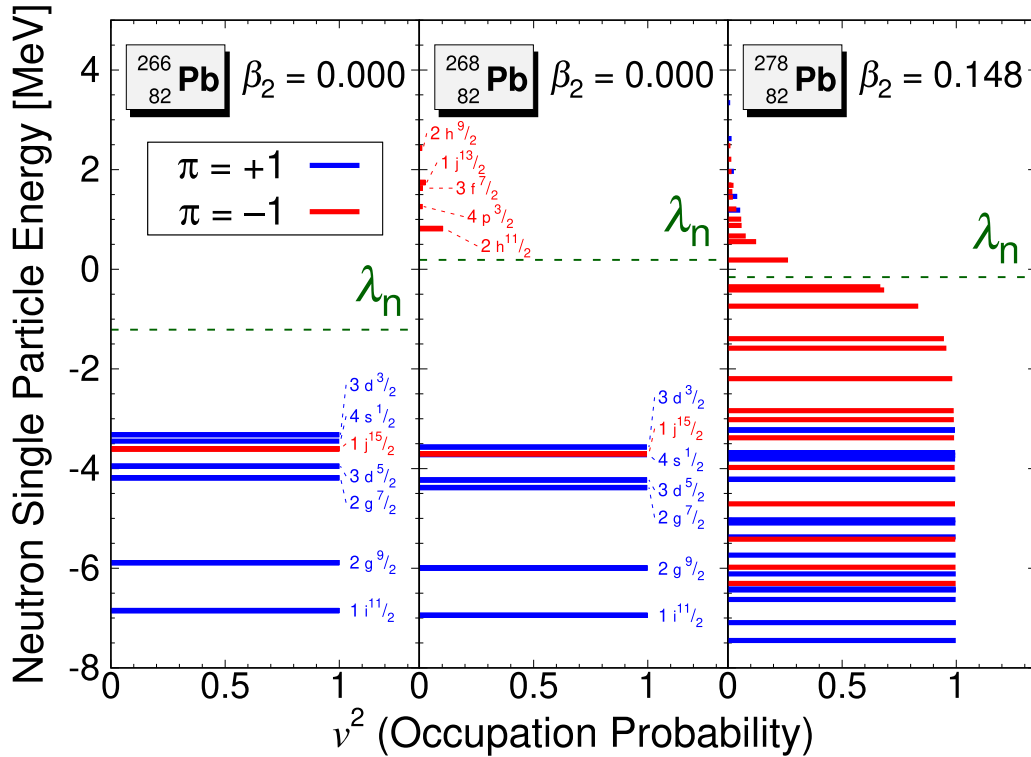 Neutron Single Particle Energy [MeV]
4
2
0
-2
-4
-6
-8
266
82 Pb β2 = 0.000
π = +1
π = −1
λn
3 d 3/2
4 s 1/2
1 j 15/2
3 d 5/2
2 g 7/2
2 g 9/2
1 i 11/2
268
82 Pb β2 = 0.000
2 h 9/2
1 j 13/2
3 f 7/2
4 p 3/2
2 h 11/2
λn
3 d 3/2
1 j 15/2
4 s 1/2
3 d 5/2
2 g 7/2
2 g 9/2
1 i 11/2
278
82 Pb β2 = 0.148
λn
0 0.5 1 0 0.5 1 0 0.5 1
v2 (Occupation Probability)